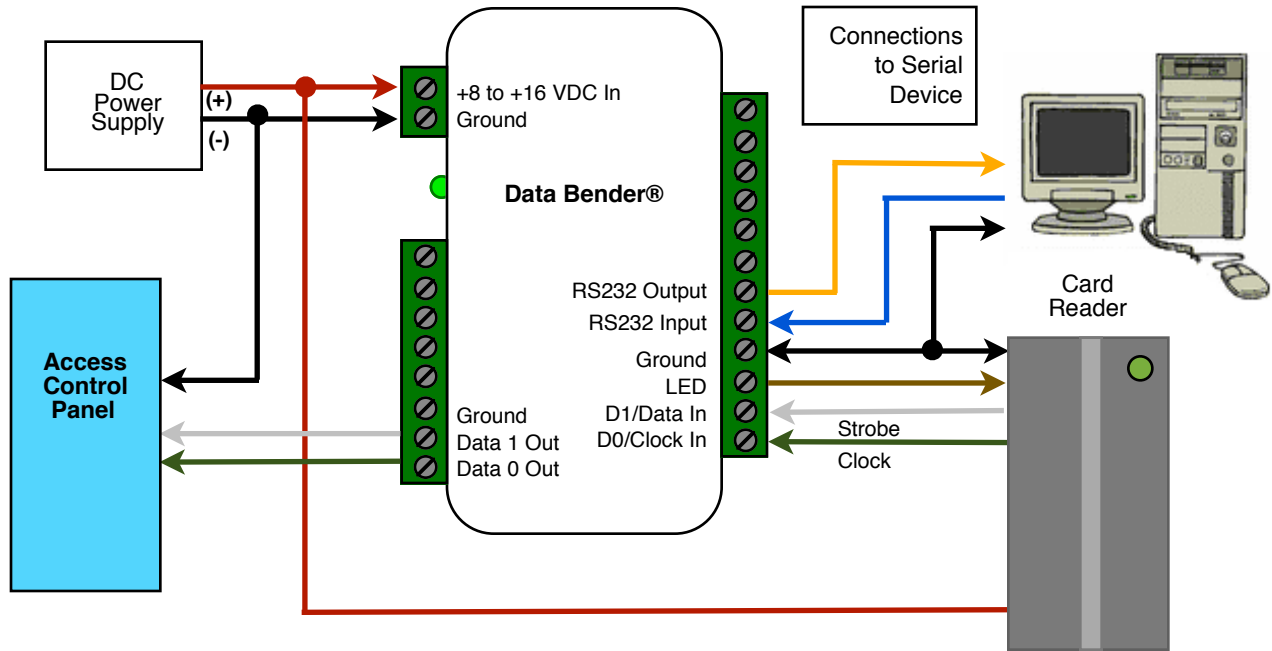 DC
Power
Supply
(+)
(-)
+8 to +16 VDC In
Ground
Data Bender®
Connections
to Serial
Device
RS232 Output
RS232 Input
Ground
LED
D1/Data In
D0/Clock In
Ground
Data 1 Out
Data 0 Out
Access
Control
Panel
Card
Reader
Strobe
Clock